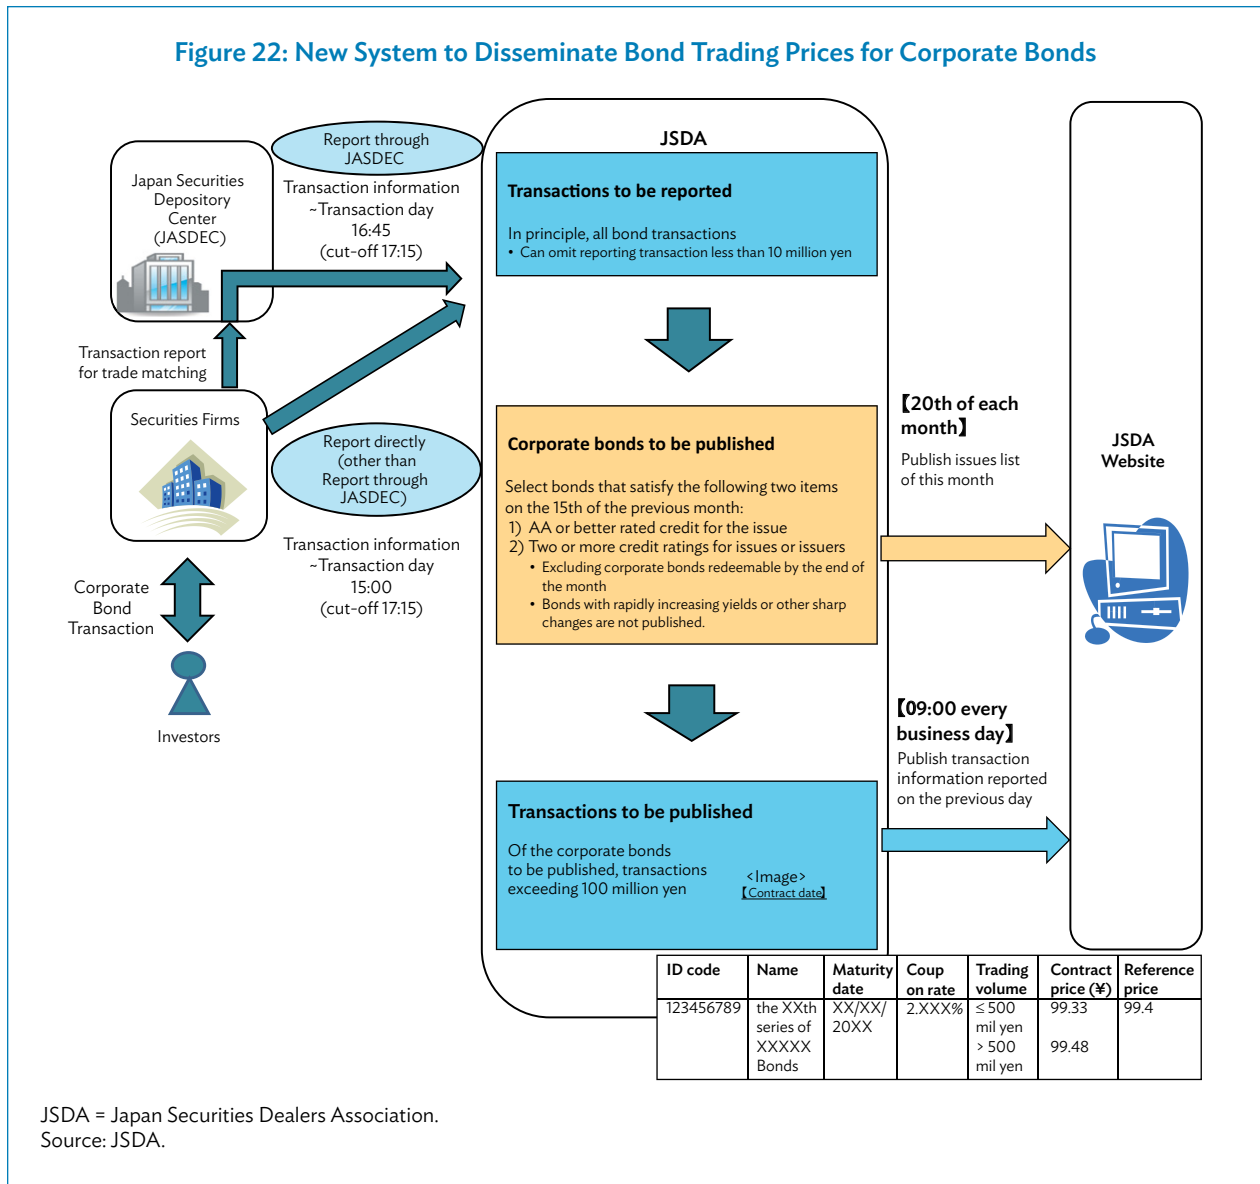 Figure 22: New System to Disseminate Bond Trading Prices for Corporate Bonds
Japan Securities
Depository
Center
(JASDEC)
Report through
JASDEC
Transaction information
~Transaction day
16:45
(cut-off 17:15)
Transaction report
for trade matching
Securities Firms
Report directly
(other than
Report through
JASDEC)
Transaction information
~Transaction day
15:00
(cut-off 17:15)
Corporate
Bond
Transaction
Investors
JSDA
Transactions to be reported
In principle, all bond transactions
• Can omit reporting transaction less than 10 million yen
Corporate bonds to be published
Select bonds that satisfy the following two items
on the 15th of the previous month:
1) AA or better rated credit for the issue
2) Two or more credit ratings for issues or issuers
• Excluding corporate bonds redeemable by the end of
the month
• Bonds with rapidly increasing yields or other sharp
changes are not published.
Transactions to be published
Of the corporate bonds
to be published, transactions
exceeding 100 million yen
<Image>
【Contract date】
【20th of each
month】
Publish issues list
of this month
【09:00 every
business day】
Publish transaction
information reported
on the previous day
JSDA
Website
ID code Name Maturity date Coup on rate Trading volume Contract price (¥) Reference price
123456789 the XXth series of XXXXX Bonds XX/XX/20XX 2.XXX% ≤ 500 mil yen 99.33 99.4
> 500 mil yen 99.48
JSDA = Japan Securities Dealers Association.
Source: JSDA.